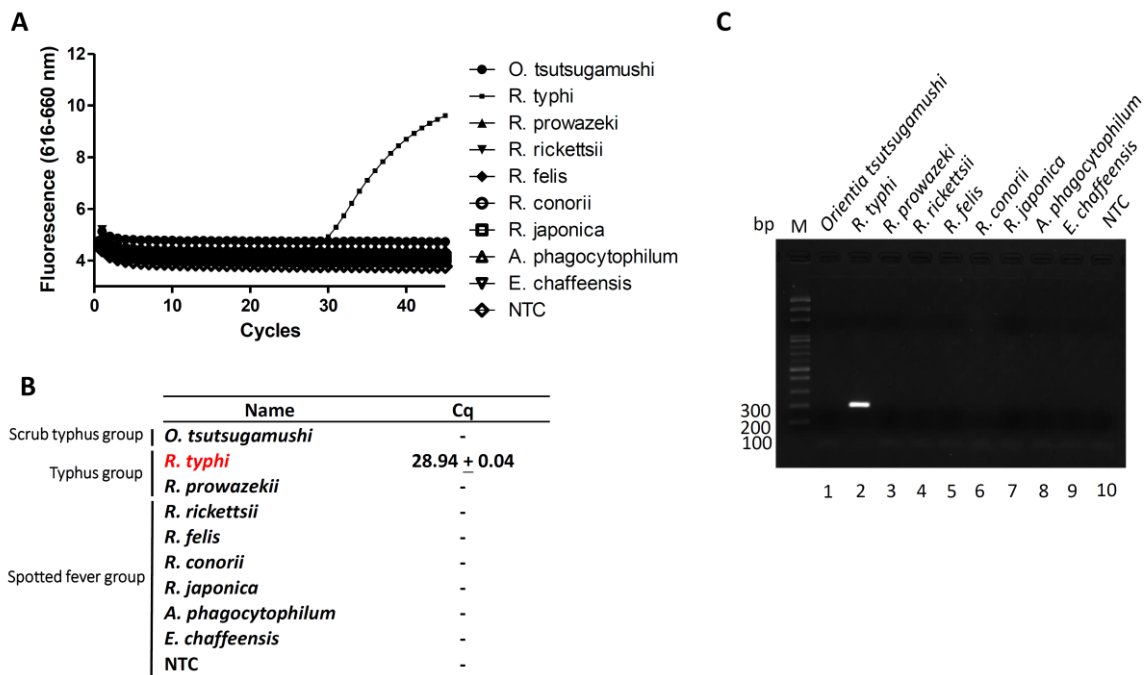 A
Fluorescence (616-660 nm)
12
10
8
6
4
0
10
20
30
40
Cycles
O. tsutsugamushi
R. typhi
R. prowazeki
R. rickettsii
R. felis
R. conorii
R. japonica
A. phagocytophilum
E. chaffeensis
NTC
B
Name Cq
Scrub typhus group O. tsutsugamushi -
Typhus group R. typhi 28.94 ± 0.04
R. prowazekii -
Spotted fever group R. rickettsii -
R. felis -
R. conorii -
R. japonica -
A. phagocytophilum -
E. chaffeensis -
NTC -
C
bp
M
Orientia tsutsugamushi
R. typhi
R. prowazeki
R. rickettsii
R. felis
R. conorii
R. japonica
A. phagocytophilum
E. chaffeensis
NTC
300
200
100
1 2 3 4 5 6 7 8 9 10